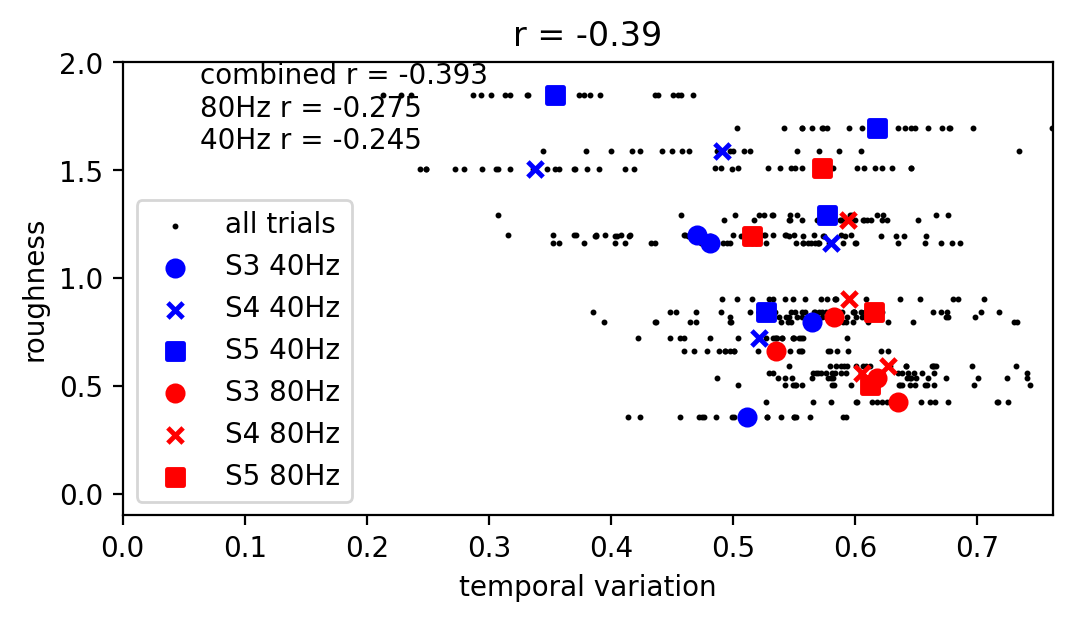 r = -0.39
combined r = -0.393
80Hz r = -0.275
40Hz r = -0.245
2.0
1.5
1.0
0.5
0.0
roughness
all trials
S3 40Hz
S4 40Hz
S5 40Hz
S3 80Hz
S4 80Hz
S5 80Hz
0.0 0.1 0.2 0.3 0.4 0.5 0.6 0.7
temporal variation